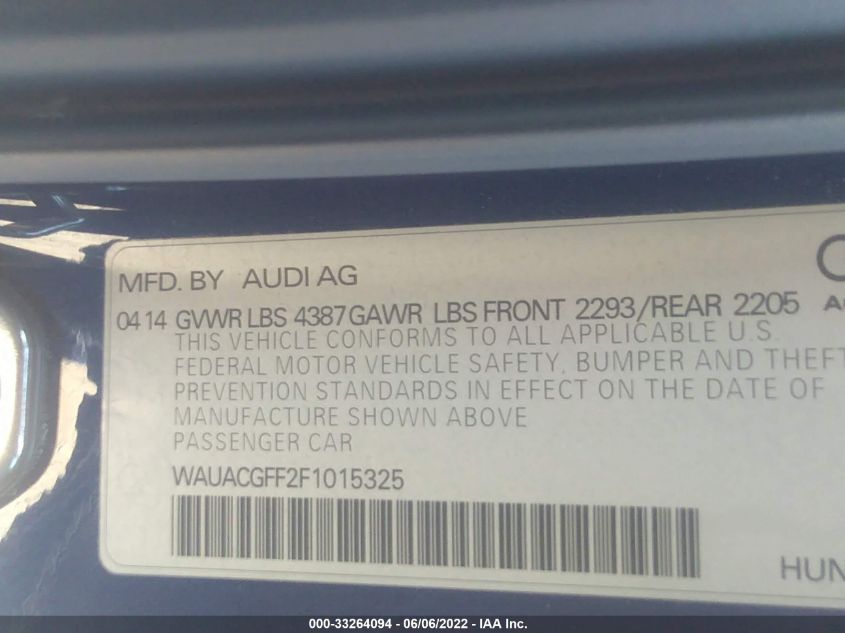 MFD. BY AUDI AG
0414 GVWR LBS 4387 GAWR LBS FRONT 2293/REAR 2205
THIS VEHICLE CONFORMS TO ALL APPLICABLE U.S.
FEDERAL MOTOR VEHICLE SAFETY, BUMPER AND THEFT
PREVENTION STANDARDS IN EFFECT ON THE DATE OF
MANUFACTURE SHOWN ABOVE
PASSENGER CAR
WAUACGFF2F1015325
HUN
000-33264094 - 06/06/2022 - IAA Inc.